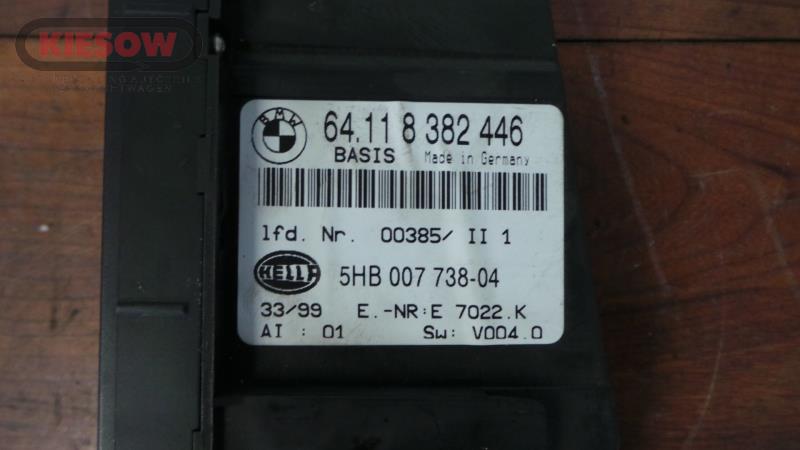 KIESOW
BMW
64.11 8 382 446
BASIS Made in Germany
lfd. Nr. 00385/ II 1
HELLA
5HB 007 738-04
33/99 E.-NR:E 7022.K
AI : 01 SW: V004.0